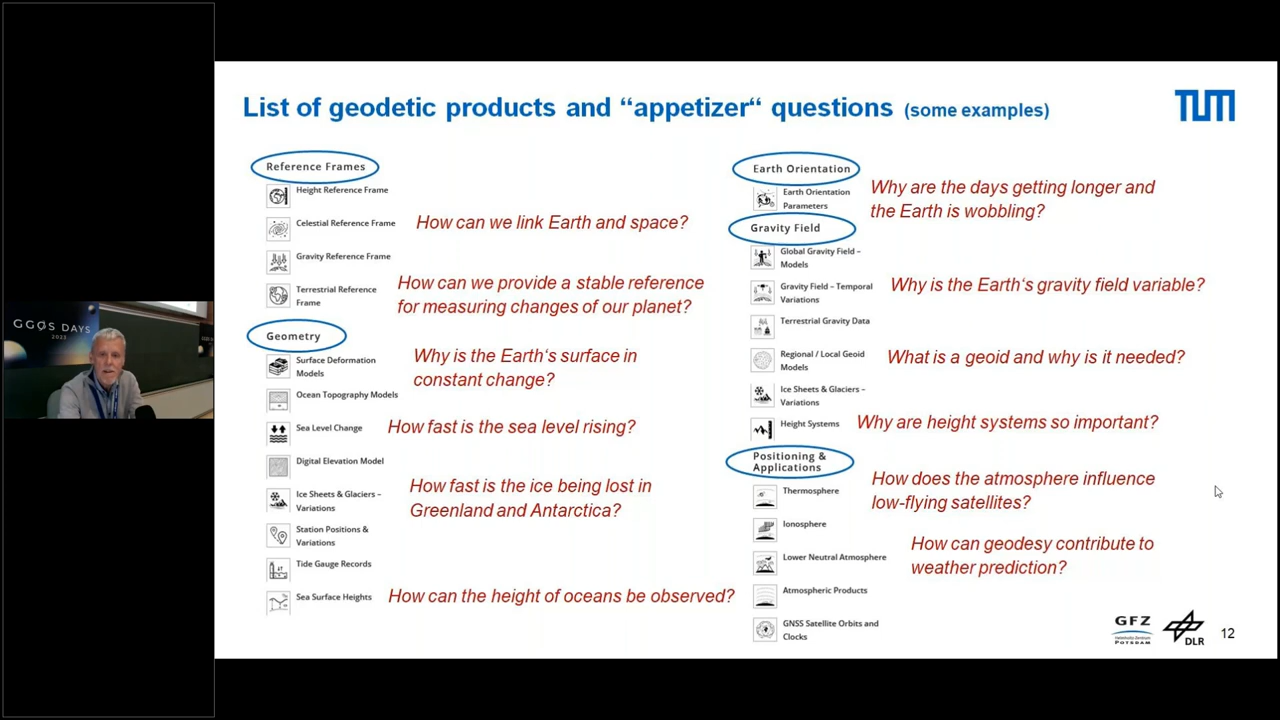 List of geodetic products and “appetizer“ questions (some examples)
TUM
Reference Frames
Height Reference Frame
Celestial Reference Frame
How can we link Earth and space?
Gravity Reference Frame
Terrestrial Reference
Frame
How can we provide a stable reference
for measuring changes of our planet?
Geometry
Surface Deformation
Models
Why is the Earth‘s surface in
constant change?
Ocean Topography Models
Sea Level Change
How fast is the sea level rising?
Digital Elevation Model
Ice Sheets & Glaciers –
Variations
How fast is the ice being lost in
Greenland and Antarctica?
Station Positions &
Variations
Tide Gauge Records
Sea Surface Heights
How can the height of oceans be observed?
Earth Orientation
Earth Orientation
Parameters
Why are the days getting longer and
the Earth is wobbling?
Gravity Field
Global Gravity Field –
Models
Gravity Field – Temporal
Variations
Why is the Earth‘s gravity field variable?
Terrestrial Gravity Data
Regional / Local Geoid
Models
What is a geoid and why is it needed?
Ice Sheets & Glaciers –
Variations
Height Systems
Why are height systems so important?
Positioning &
Applications
Thermosphere
How does the atmosphere influence
low-flying satellites?
Ionosphere
Lower Neutral Atmosphere
How can geodesy contribute to
weather prediction?
Atmospheric Products
GNSS Satellite Orbits and
Clocks
GFZ
Helmholtz Zentrum
POTSDAM
DLR
12
GGOS DAYS
2023